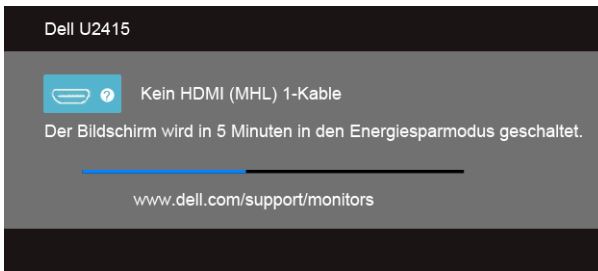 Dell U2415
? Kein HDMI (MHL) 1-Kable
Der Bildschirm wird in 5 Minuten in den Energiesparmodus geschaltet.
www.dell.com/support/monitors